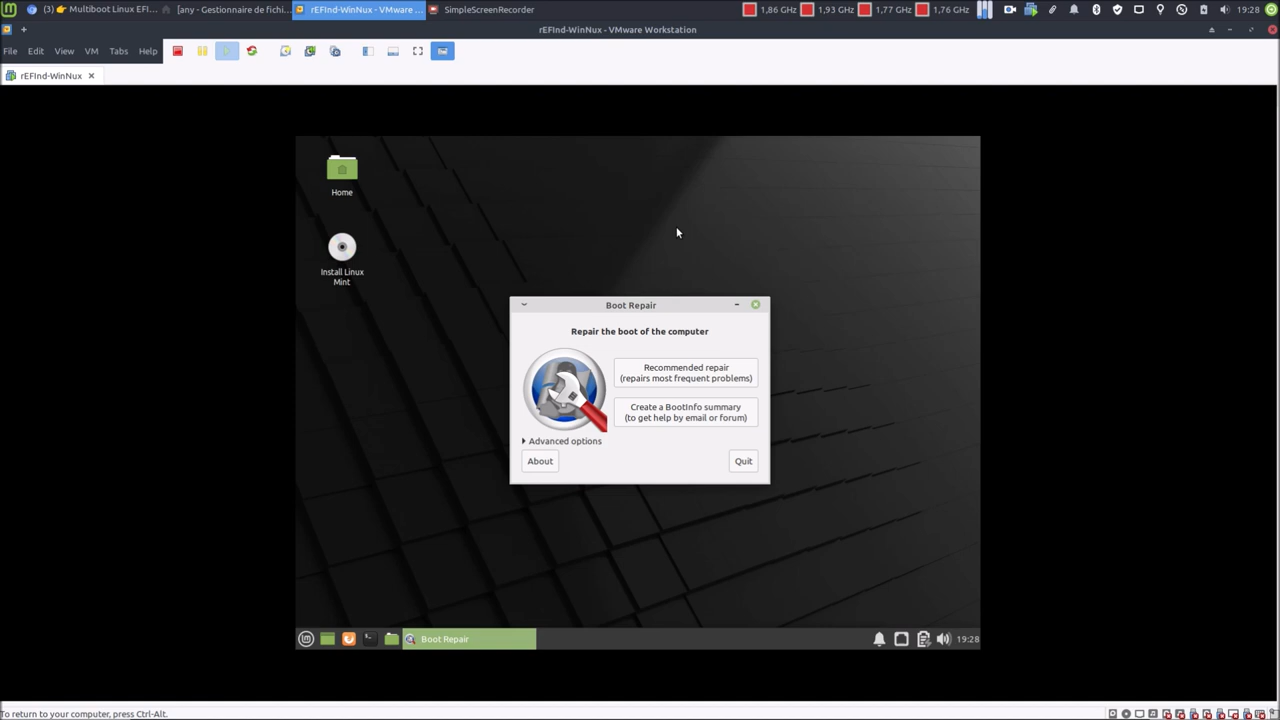 (3) 👉 Multiboot Linux EFI...
[any - Gestionnaire de fichi...
rEFInd-WinNux - VMware ...
SimpleScreenRecorder
1,86 GHz
1,93 GHz
1,77 GHz
1,76 GHz
19:28
rEFInd-WinNux - VMware Workstation
File Edit View VM Tabs Help
rEFInd-WinNux
Home
Install Linux
Mint
Boot Repair
Repair the boot of the computer
Recommended repair
(repairs most frequent problems)
Create a BootInfo summary
(to get help by email or forum)
Advanced options
About
Quit
Boot Repair
19:28
To return to your computer, press Ctrl-Alt.